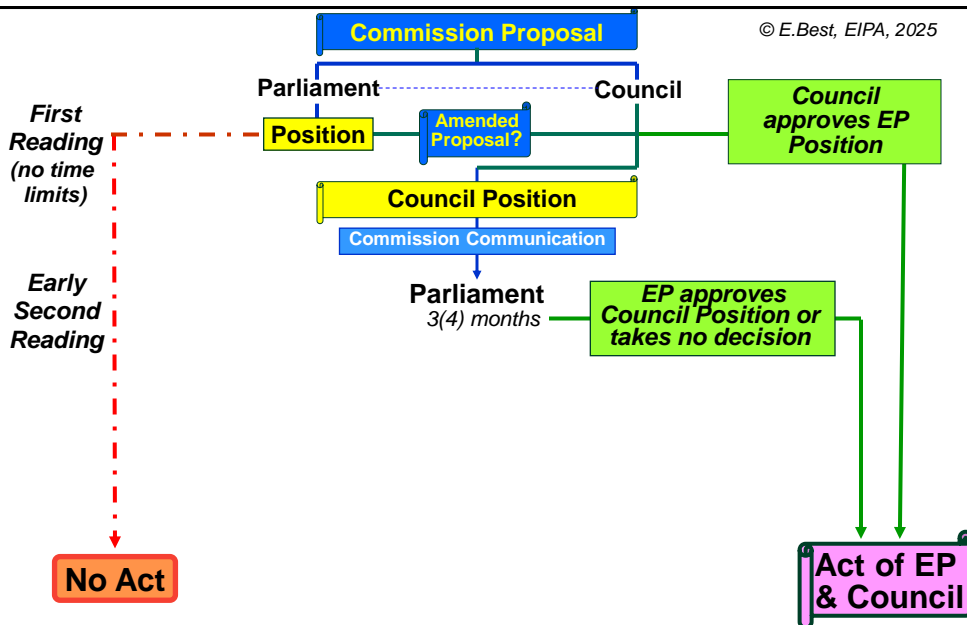 Commission Proposal
© E.Best, EIPA, 2025
Parliament
Council
First
Reading
(no time
limits)
Position
Amended
Proposal?
Council
approves EP
Position
Council Position
Commission Communication
Early
Second
Reading
Parliament
3(4) months
EP approves
Council Position or
takes no decision
No Act
Act of EP
& Council